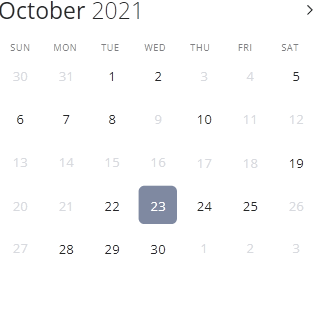 October 2021
SUN MON TUE WED THU FRI SAT
30 31 1 2 3 4 5
6 7 8 9 10 11 12
13 14 15 16 17 18 19
20 21 22 23 24 25 26
27 28 29 30 1 2 3